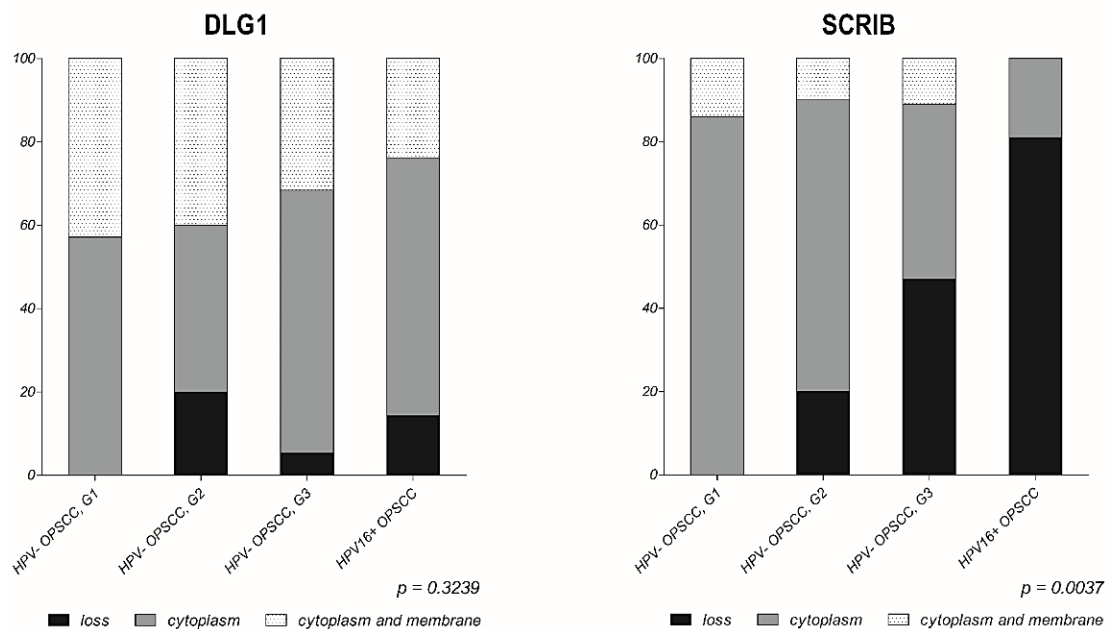 DLG1
100
80
60
40
20
0
HPV- OPSCC, G1
HPV- OPSCC, G2
HPV- OPSCC, G3
HPV16+ OPSCC
p = 0.3239
loss cytoplasm cytoplasm and membrane
SCRIB
100
80
60
40
20
0
HPV- OPSCC, G1
HPV- OPSCC, G2
HPV- OPSCC, G3
HPV16+ OPSCC
p = 0.0037
loss cytoplasm cytoplasm and membrane